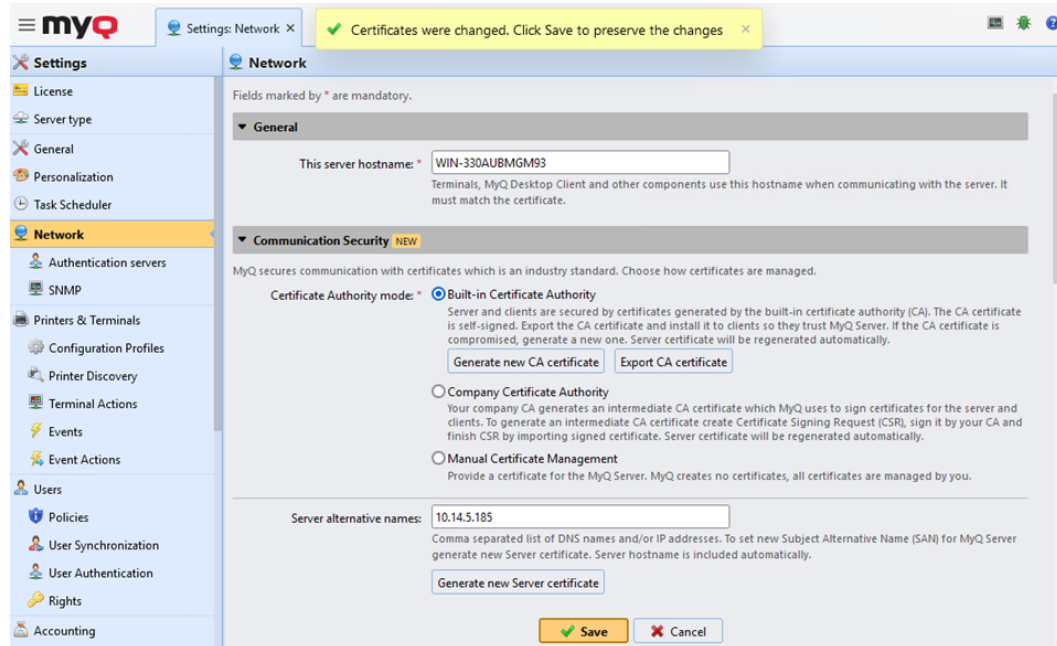 myQ
Settings: Network ×
Certificates were changed. Click Save to preserve the changes ×
Settings
License
Server type
General
Personalization
Task Scheduler
Network
Authentication servers
SNMP
Printers & Terminals
Configuration Profiles
Printer Discovery
Terminal Actions
Events
Event Actions
Users
Policies
User Synchronization
User Authentication
Rights
Accounting
Network
Fields marked by * are mandatory.
General
This server hostname: * WIN-330AUBMGM93
Terminals, MyQ Desktop Client and other components use this hostname when communicating with the server. It
must match the certificate.
Communication Security NEW
MyQ secures communication with certificates which is an industry standard. Choose how certificates are managed.
Certificate Authority mode: * Built-in Certificate Authority
Server and clients are secured by certificates generated by the built-in certificate authority (CA). The CA certificate
is self-signed. Export the CA certificate and install it to clients so they trust MyQ Server. If the CA certificate is
compromised, generate a new one. Server certificate will be regenerated automatically.
Generate new CA certificate Export CA certificate
Company Certificate Authority
Your company CA generates an intermediate CA certificate which MyQ uses to sign certificates for the server and
clients. To generate an intermediate CA certificate create Certificate Signing Request (CSR), sign it by your CA and
finish CSR by importing signed certificate. Server certificate will be regenerated automatically.
Manual Certificate Management
Provide a certificate for the MyQ Server. MyQ creates no certificates, all certificates are managed by you.
Server alternative names: 10.14.5.185
Comma separated list of DNS names and/or IP addresses. To set new Subject Alternative Name (SAN) for MyQ Server
generate new Server certificate. Server hostname is included automatically.
Generate new Server certificate
Save Cancel